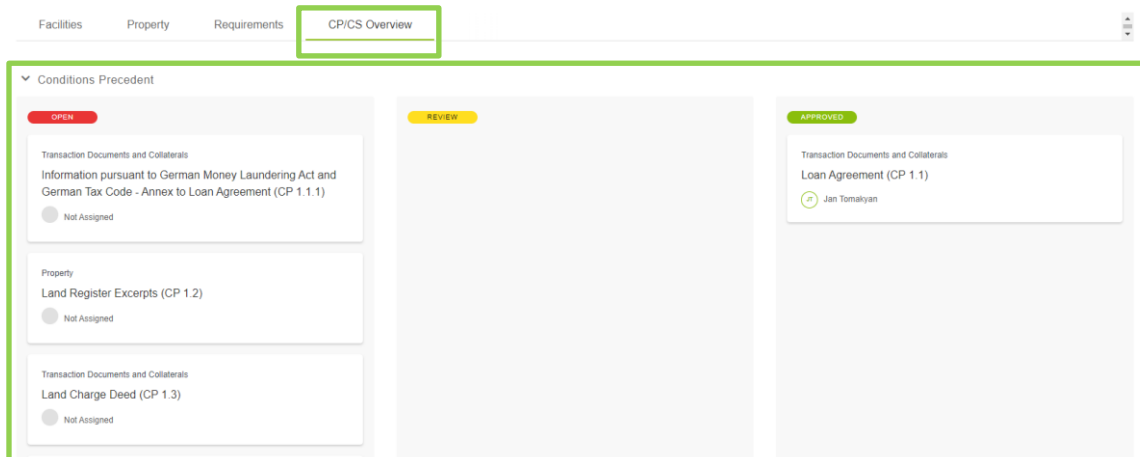 Facilities Property Requirements CP/CS Overview
Conditions Precedent
OPEN
Transaction Documents and Collaterals
Information pursuant to German Money Laundering Act and
German Tax Code - Annex to Loan Agreement (CP 1.1.1)
Not Assigned
Property
Land Register Excerpts (CP 1.2)
Not Assigned
Transaction Documents and Collaterals
Land Charge Deed (CP 1.3)
Not Assigned
REVIEW
APPROVED
Transaction Documents and Collaterals
Loan Agreement (CP 1.1)
JT Jan Tomakyan